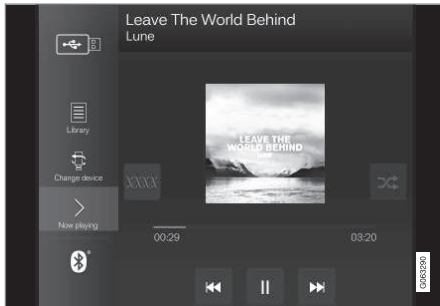 Leave The World Behind
Lune
Library
Change device
Now playing
LEAVE THE
WORLD BEHIND
LUNE
XXXX
00:29
03:20
G063290